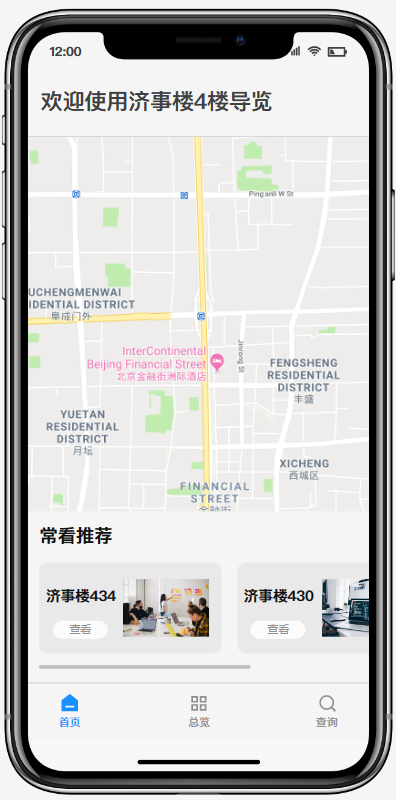 12:00
欢迎使用济事楼4楼导览
Ping'anli W St
UCHENGMENWAI
IDENTIAL DISTRICT
阜成门外
InterContinental
Beijing Financial Street
北京金融街洲际酒店
Jinrong St
FENGSHENG
RESIDENTIAL
DISTRICT
丰盛
YUETAN
RESIDENTIAL
DISTRICT
月坛
XICHENG
西城区
FINANCIAL
STREET
金融街
常看推荐
济事楼434
查看
济事楼430
查看
首页
总览
查询